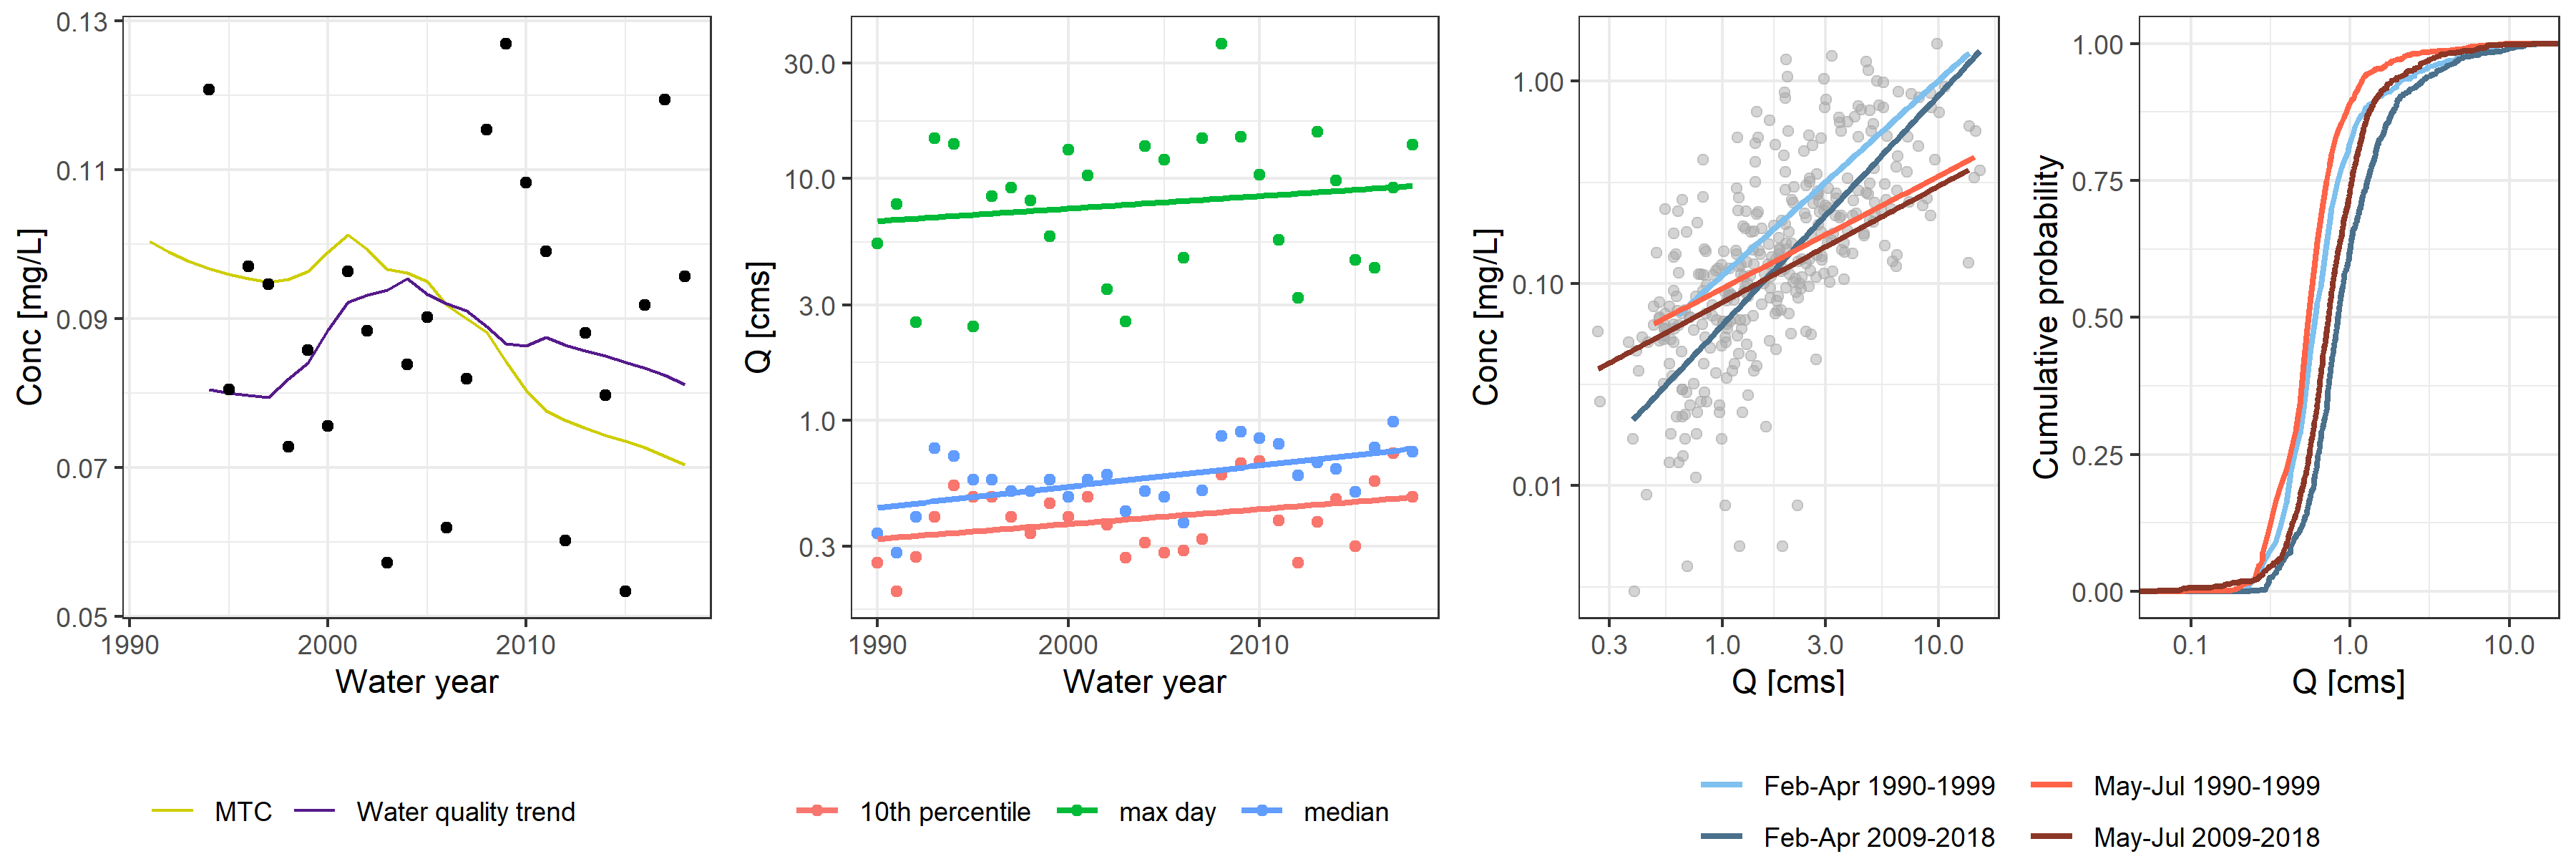 0.13
0.11
0.09
0.07
0.05
Conc [mg/L]
1990 2000 2010
Water year
MTC Water quality trend
30.0
10.0
3.0
1.0
0.3
Q [cms]
1990 2000 2010
Water year
10th percentile max day median
1.00
0.10
0.01
Conc [mg/L]
0.3 1.0 3.0 10.0
Q [cms]
1.00
0.75
0.50
0.25
0.00
Cumulative probability
0.1 1.0 10.0
Q [cms]
Feb-Apr 1990-1999 May-Jul 1990-1999
Feb-Apr 2009-2018 May-Jul 2009-2018